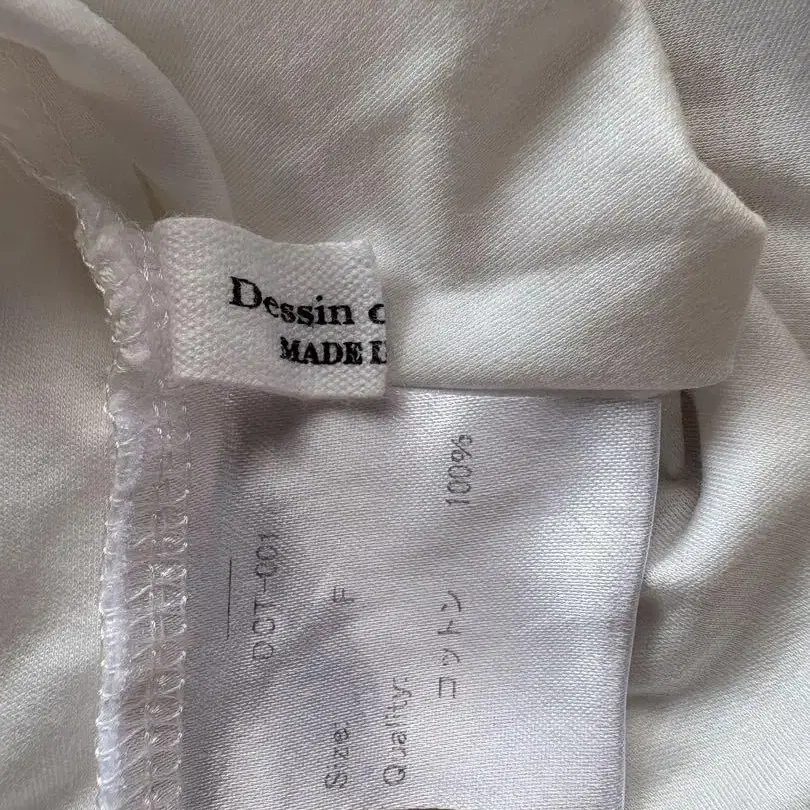 Dessin
MADE
DCT-001
Size: F
Quality:
コットン 100%